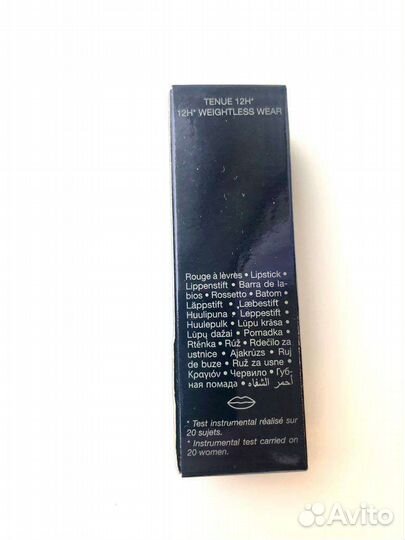 TENUE 12H*
12H* WEIGHTLESS WEAR
Rouge à lèvres • Lipstick •
Lippenstift • Barra de la-
bios • Rossetto • Batom •
Läppstift • Læbestift •
Huulipuna • Leppestift •
Huulepulk • Lūpu krāsa •
Lūpų dažai • Pomadka •
Rtěnka • Rúž • Rdečilo za
ustnice • Ajakrúzs • Ruj
de buze • Ruž za usne •
Κραγιόν • Червило • Губ-
ная помада • أحمر الشفاه
* Test instrumental réalisé sur
20 sujets.
* Instrumental test carried on
20 women.
Avito